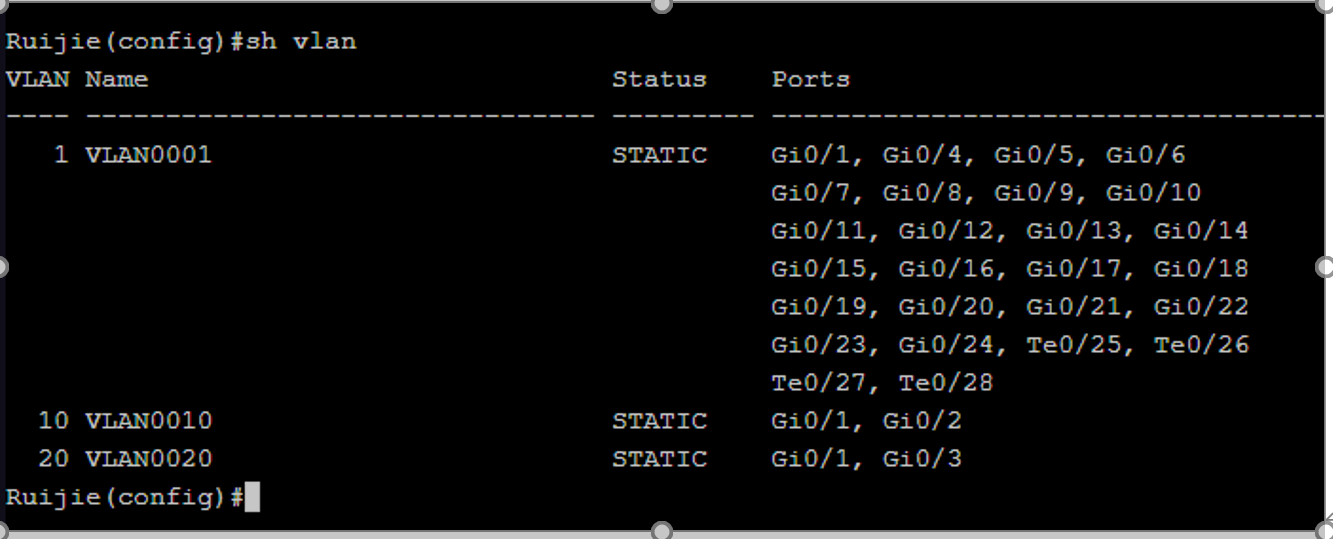 Ruijie(config)#sh vlan
VLAN Name                             Status    Ports
---- -------------------------------- --------- -----------------------------------
   1 VLAN0001                         STATIC    Gi0/1, Gi0/4, Gi0/5, Gi0/6
                                                Gi0/7, Gi0/8, Gi0/9, Gi0/10
                                                Gi0/11, Gi0/12, Gi0/13, Gi0/14
                                                Gi0/15, Gi0/16, Gi0/17, Gi0/18
                                                Gi0/19, Gi0/20, Gi0/21, Gi0/22
                                                Gi0/23, Gi0/24, Te0/25, Te0/26
                                                Te0/27, Te0/28
  10 VLAN0010                         STATIC    Gi0/1, Gi0/2
  20 VLAN0020                         STATIC    Gi0/1, Gi0/3
Ruijie(config)#